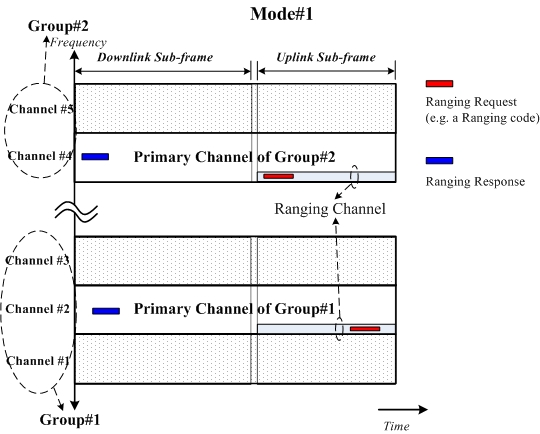 Mode#1
Group#2
Frequency
Downlink Sub-frame
Uplink Sub-frame
Channel #5
Channel #4
Primary Channel of Group#2
Ranging Request
(e.g. a Ranging code)
Ranging Response
Ranging Channel
Channel #3
Channel #2
Primary Channel of Group#1
Channel #1
Group#1
Time